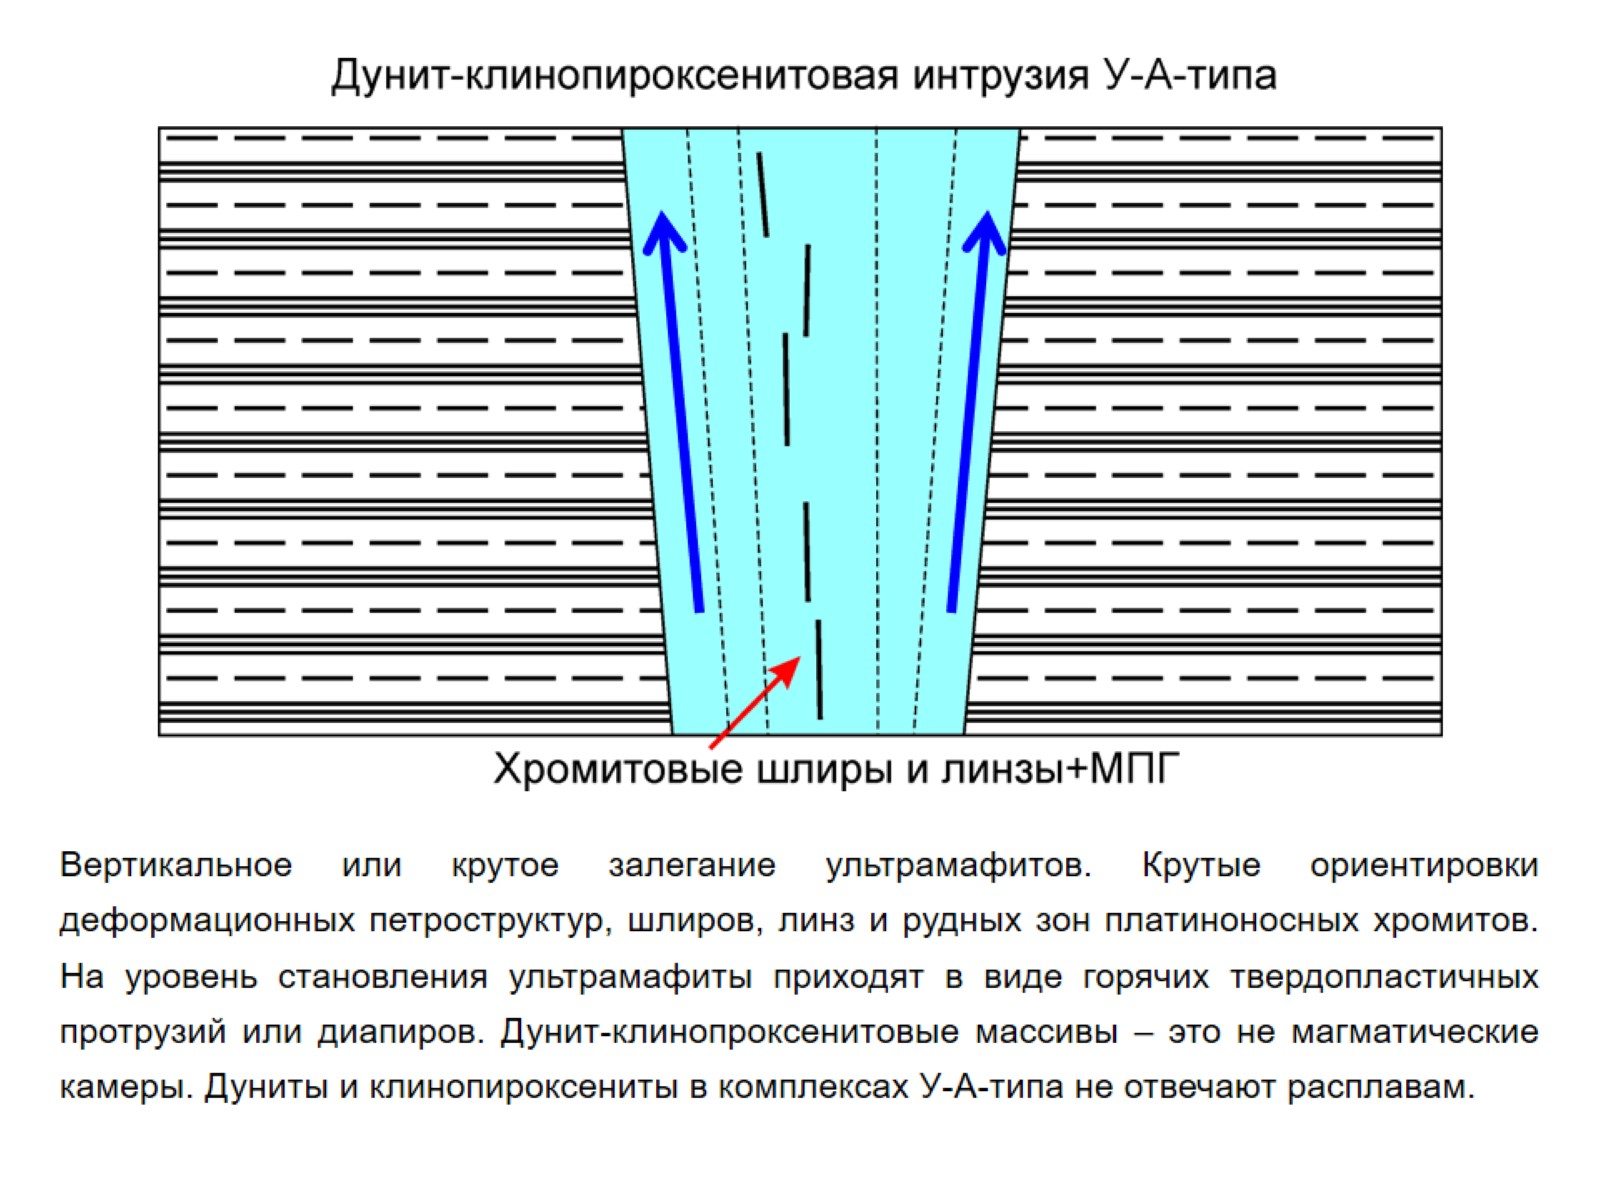 Дунит-клинопироксенитовая интрузия У-А-типа
Хромитовые шлиры и линзы+МПГ
Вертикальное или крутое залегание ультрамафитов. Крутые ориентировки
деформационных петроструктур, шлиров, линз и рудных зон платиноносных хромитов.
На уровень становления ультрамафиты приходят в виде горячих твердопластичных
протрузий или диапиров. Дунит-клинопроксенитовые массивы – это не магматические
камеры. Дуниты и клинопироксениты в комплексах У-А-типа не отвечают расплавам.